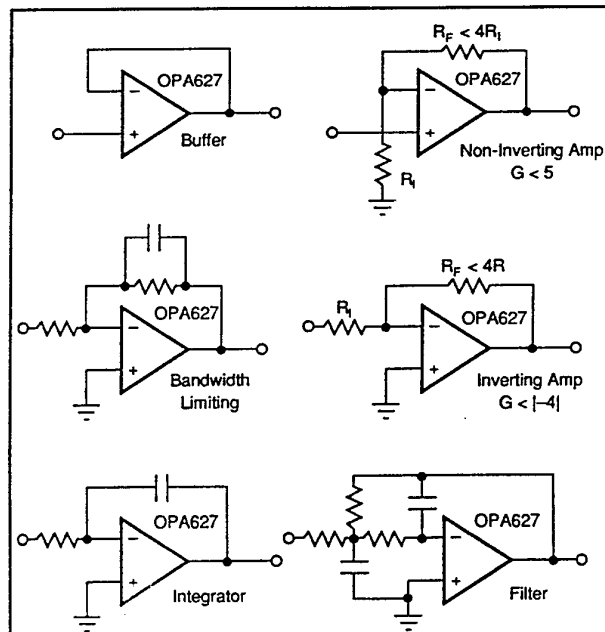 OPA627
Buffer
R_F < 4R_I
OPA627
Non-Inverting Amp
G < 5
R_I
OPA627
Bandwidth
Limiting
R_F < 4R
R_I
OPA627
Inverting Amp
G < |–4|
OPA627
Integrator
OPA627
Filter